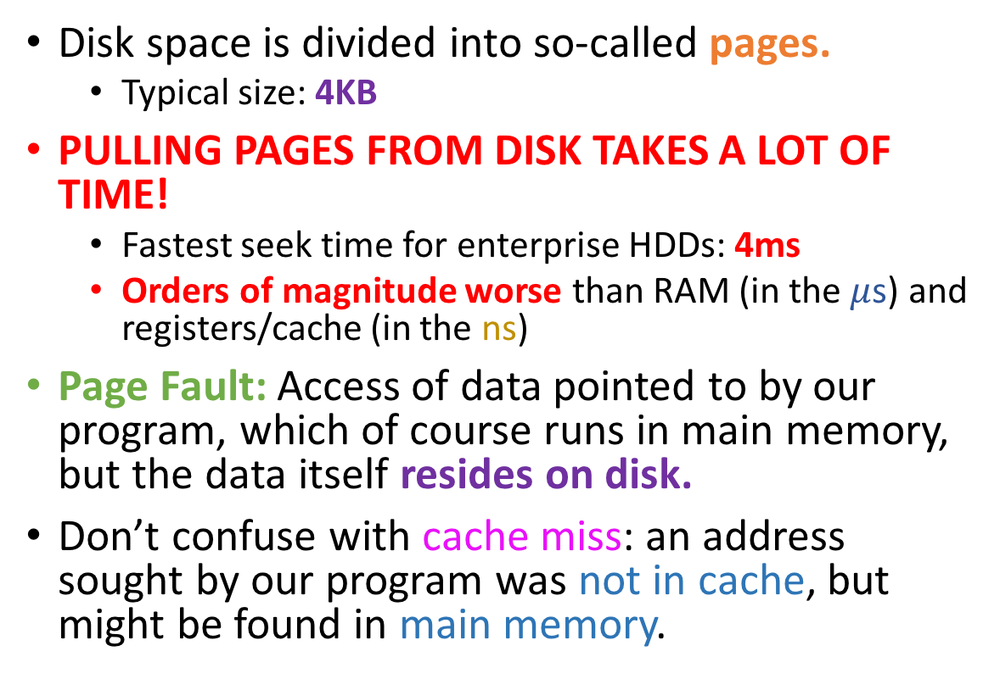 • Disk space is divided into so-called pages.
• Typical size: 4KB
• PULLING PAGES FROM DISK TAKES A LOT OF
TIME!
• Fastest seek time for enterprise HDDs: 4ms
• Orders of magnitude worse than RAM (in the 𝜇s) and
registers/cache (in the ns)
• Page Fault: Access of data pointed to by our
program, which of course runs in main memory,
but the data itself resides on disk.
• Don’t confuse with cache miss: an address
sought by our program was not in cache, but
might be found in main memory.